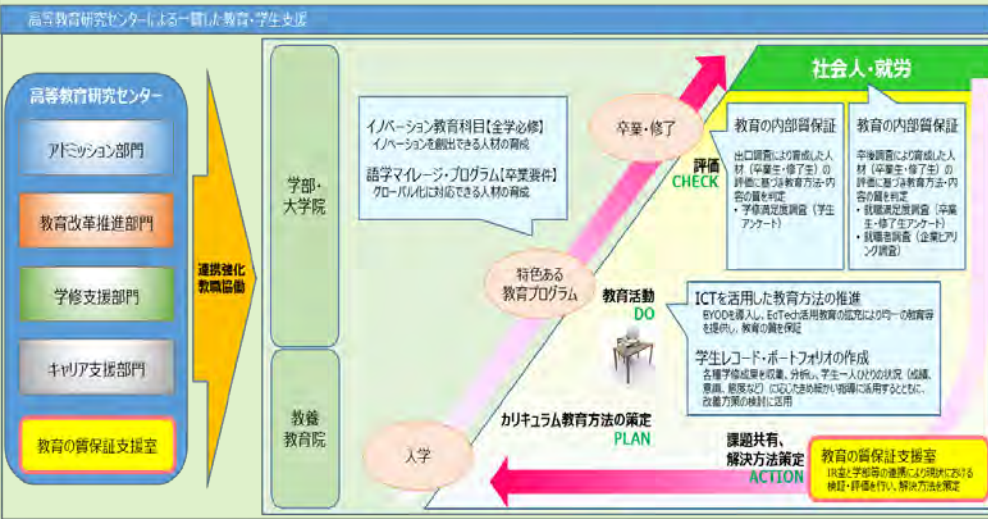 高等教育研究センターによる一貫した教育・学生支援
高等教育研究センター
アドミッション部門
教育改革推進部門
学修支援部門
キャリア支援部門
教育の質保証支援室
連携強化
教職協働
学部・
大学院
教養
教育院
イノベーション教育科目【全学必修】
イノベーションを創出できる人材の育成
語学マイレージ・プログラム【卒業要件】
グローバル化に対応できる人材の育成
入学
特色ある
教育プログラム
卒業・修了
社会人・就労
評価
CHECK
教育の内部質保証
出口調査により育成した人
材（卒業生・修了生）の
評価に基づき教育方法・内
容の質を判定
・学修満足度調査（学生
アンケート）
教育の内部質保証
卒後調査により育成した人
材（卒業生・修了生）の
評価に基づき教育方法・内
容の質を判定
・就職満足度調査（卒業
生・修了生アンケート）
・就職者調査（企業ヒアリ
ング調査）
教育活動
DO
ICTを活用した教育方法の推進
BYODを導入し、EdTech活用教育の拡充により均一の教育等
を提供し、教育の質を保証
学生レコード・ポートフォリオの作成
各種学修成果を収集、分析し、学生一人ひとりの状況（成績、
意識、態度など）に応じたきめ細かい指導に活用するとともに、
改善方策の検討に活用
カリキュラム教育方法の策定
PLAN
課題共有、
解決方法策定
ACTION
教育の質保証支援室
IR室と学部等の連携により現状における
検証・評価を行い、解決方法を策定